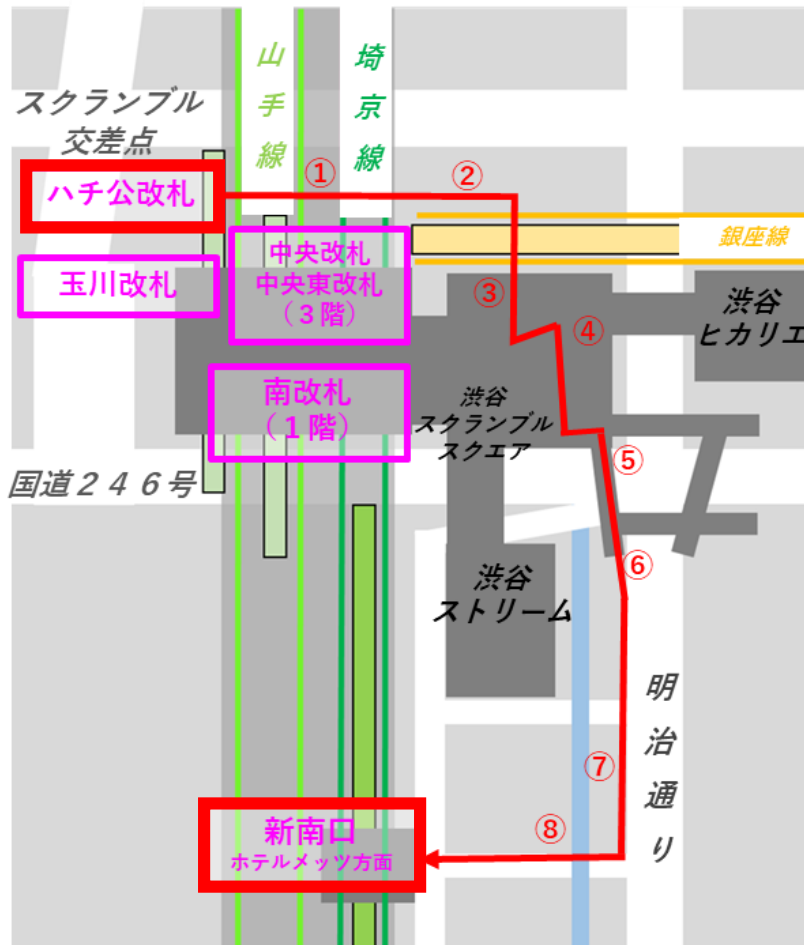 山手線
埼京線
スクランブル
交差点
ハチ公改札
①
②
銀座線
中央改札
中央東改札
（３階）
玉川改札
③
④
渋谷
ヒカリエ
南改札
（１階）
渋谷
スクランブル
スクエア
⑤
国道２４６号
⑥
渋谷
ストリーム
明治通り
⑦
新南口
ホテルメッツ方面
⑧